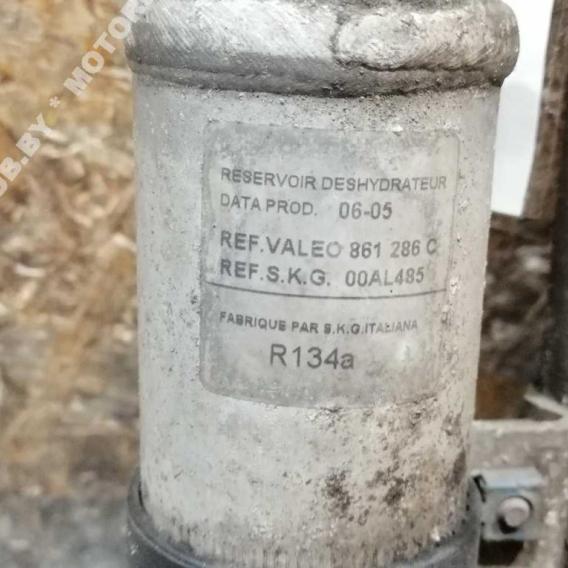 RESERVOIR DESHYDRATEUR
DATA PROD. 06-05
REF.VALEO 861 286 C
REF.S.K.G. 00AL485
FABRIQUE PAR S.K.G.ITALIANA
R134a